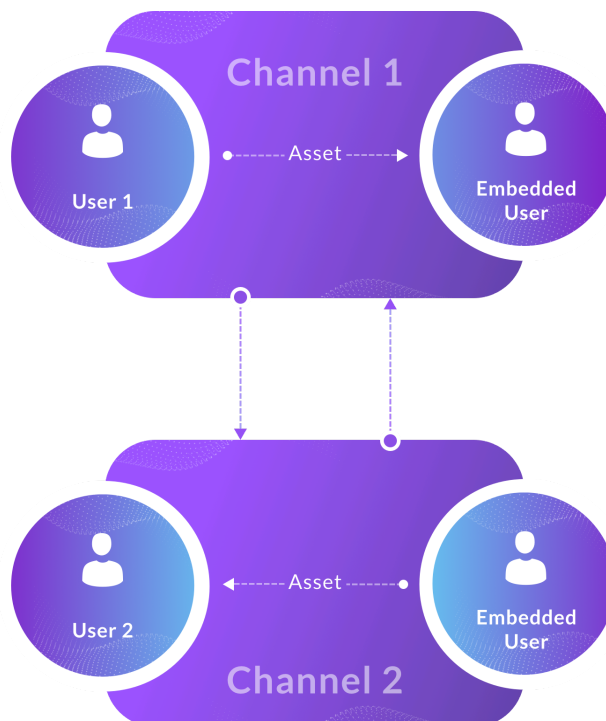 Channel 1
User 1
Asset
Embedded
User
User 2
Asset
Embedded
User
Channel 2